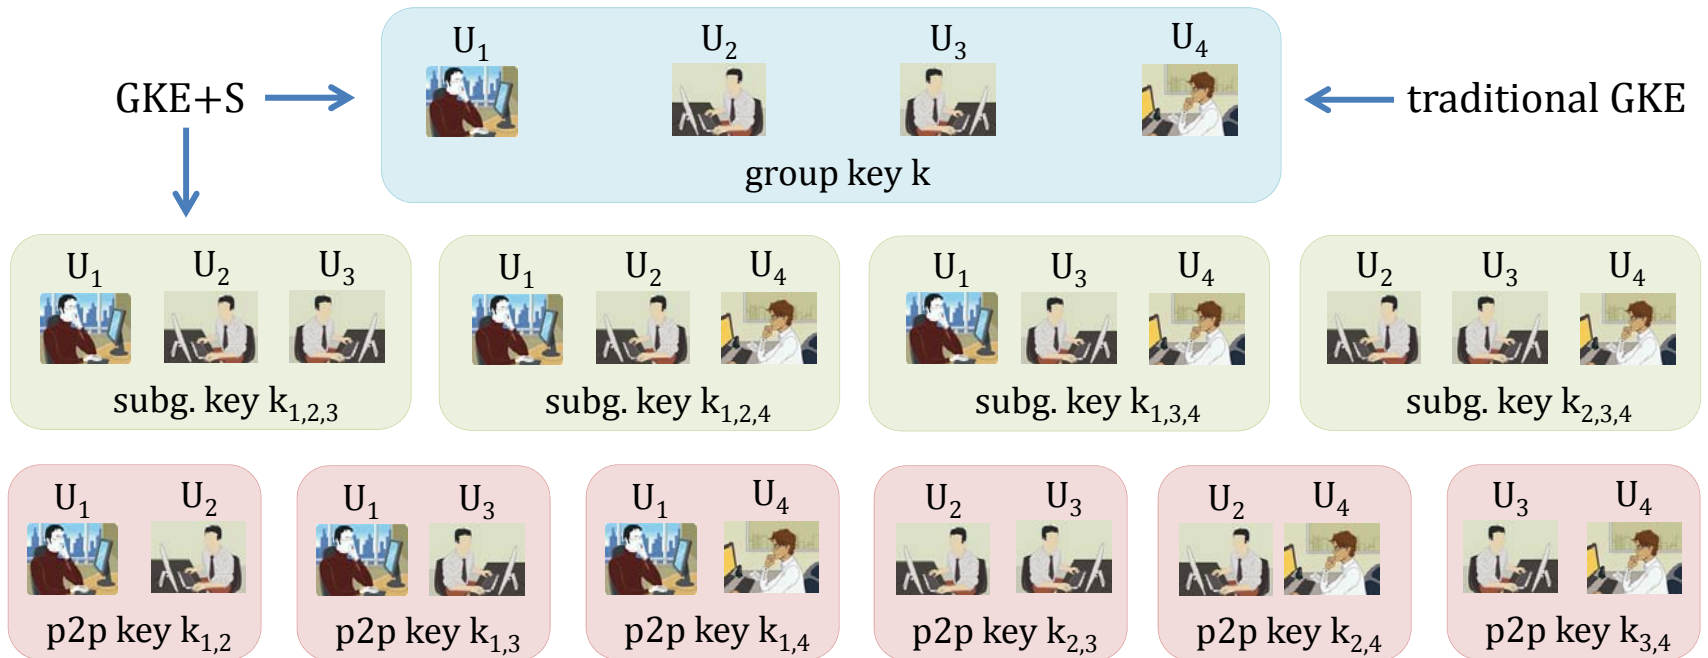 U₁ U₂ U₃ U₄
GKE+S
traditional GKE
group key k
U₁ U₂ U₃
subg. key k₁,₂,₃
U₁ U₂ U₄
subg. key k₁,₂,₄
U₁ U₃ U₄
subg. key k₁,₃,₄
U₂ U₃ U₄
subg. key k₂,₃,₄
U₁ U₂
p2p key k₁,₂
U₁ U₃
p2p key k₁,₃
U₁ U₄
p2p key k₁,₄
U₂ U₃
p2p key k₂,₃
U₂ U₄
p2p key k₂,₄
U₃ U₄
p2p key k₃,₄